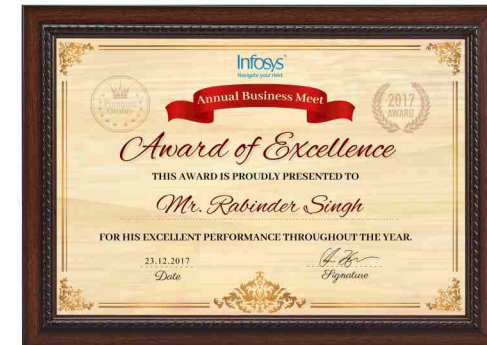 Infosys®
Navigate your next
Annual Business Meet
Premium
2017
AWARD
Award of Excellence
THIS AWARD IS PROUDLY PRESENTED TO
Mr. Rabinder Singh
FOR HIS EXCELLENT PERFORMANCE THROUGHOUT THE YEAR.
23.12.2017
Date
Signature